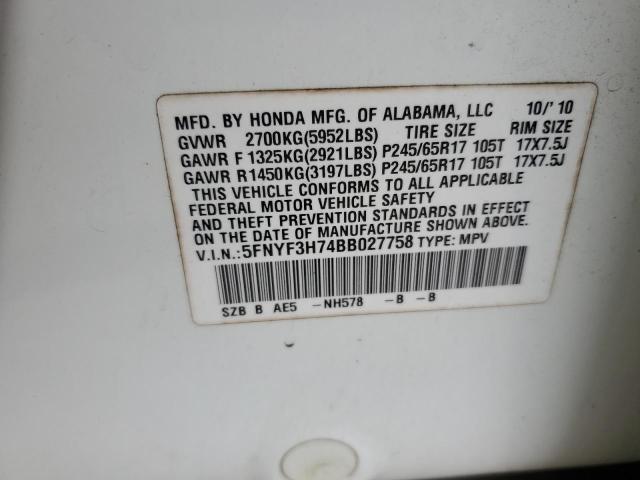 MFD. BY HONDA MFG. OF ALABAMA, LLC 10/'10
GVWR 2700KG(5952LBS) TIRE SIZE RIM SIZE
GAWR F 1325KG(2921LBS) P245/65R17 105T 17X7.5J
GAWR R 1450KG(3197LBS) P245/65R17 105T 17X7.5J
THIS VEHICLE CONFORMS TO ALL APPLICABLE
FEDERAL MOTOR VEHICLE SAFETY
AND THEFT PREVENTION STANDARDS IN EFFECT
ON THE DATE OF MANUFACTURE SHOWN ABOVE.
V.I.N.:5FNYF3H74BB027758 TYPE: MPV
SZB B AE5 -NH578 -B -B